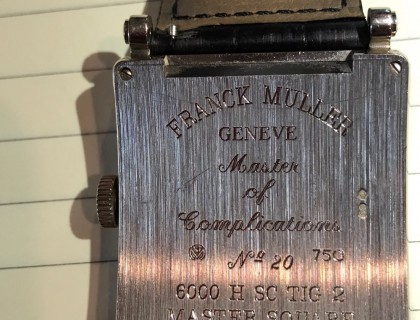 FRANCK MULLER
GENEVE
Master
of
Complications
Nº 20 750
6000 H SC TIG 2
MASTER SQUARE